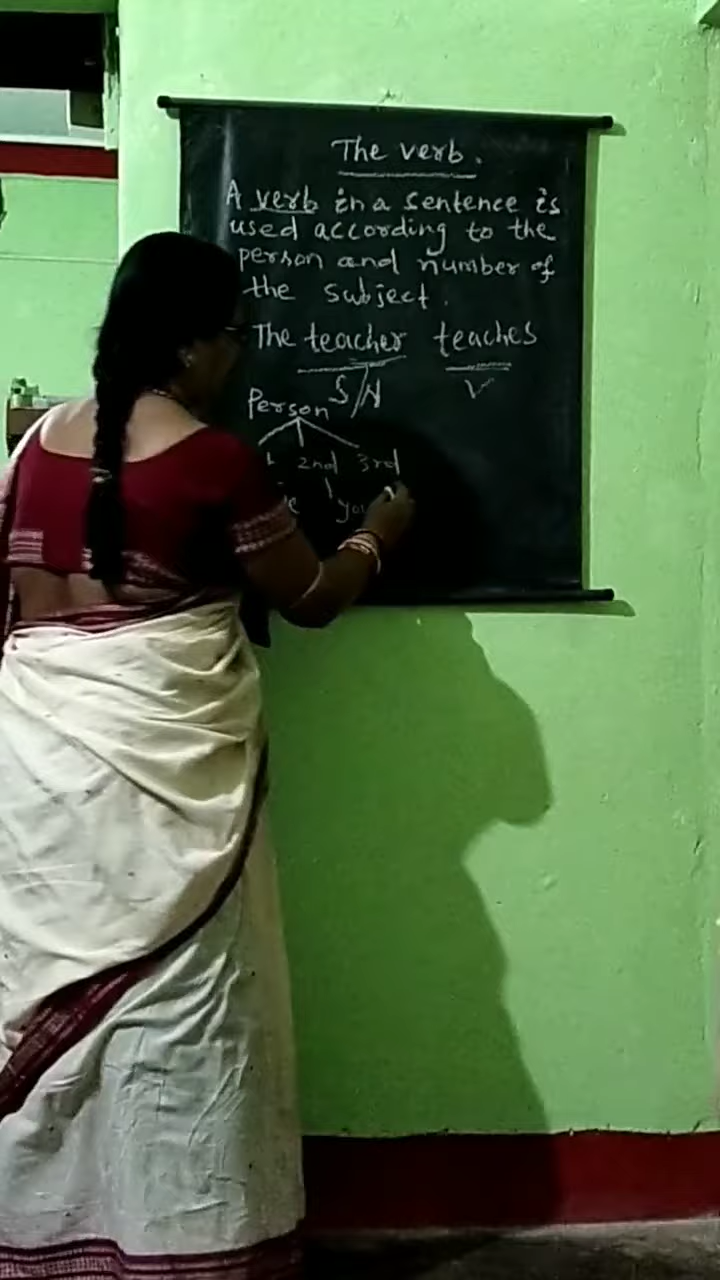 The verb.
A verb in a sentence is
used according to the
person and number of
the subject.
The teacher teaches
S/N V
Person
2nd 3rd